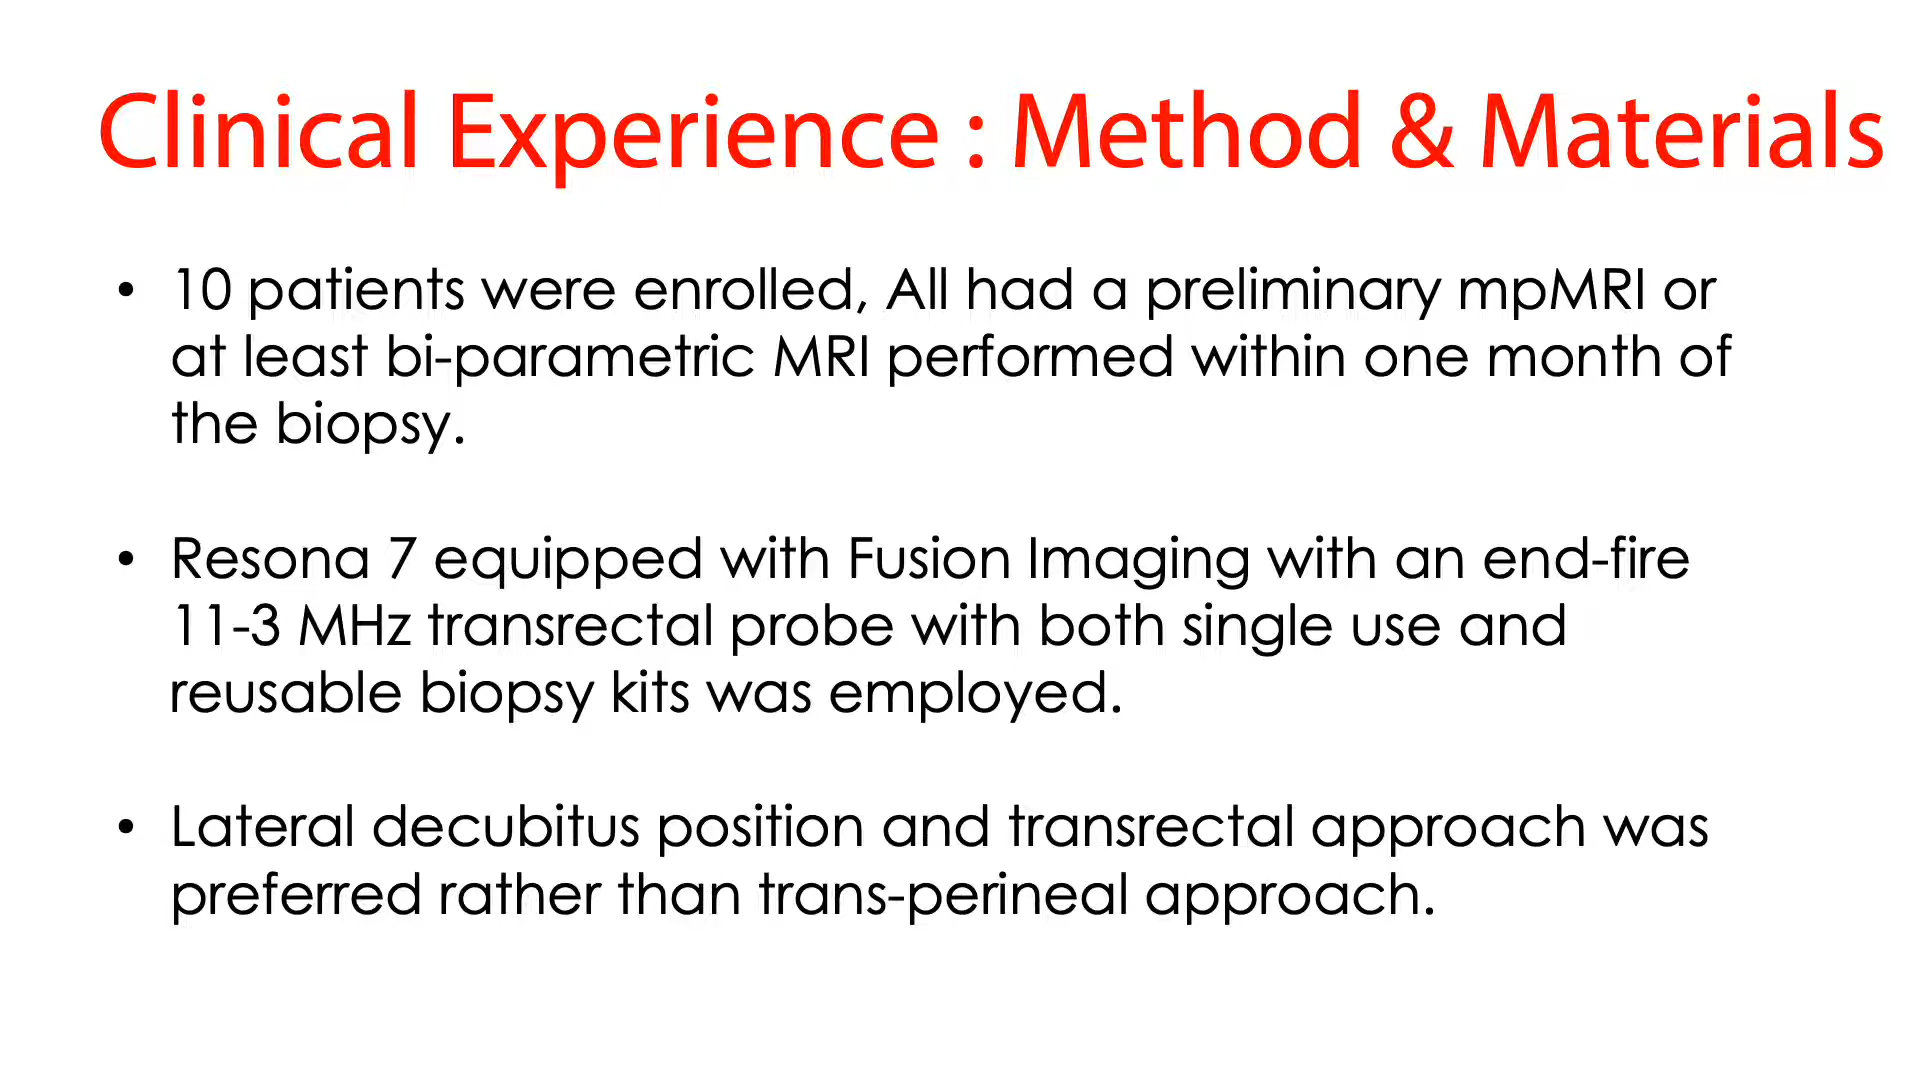 Clinical Experience : Method & Materials
• 10 patients were enrolled, All had a preliminary mpMRI or
at least bi-parametric MRI performed within one month of
the biopsy.
• Resona 7 equipped with Fusion Imaging with an end-fire
11-3 MHz transrectal probe with both single use and
reusable biopsy kits was employed.
• Lateral decubitus position and transrectal approach was
preferred rather than trans-perineal approach.